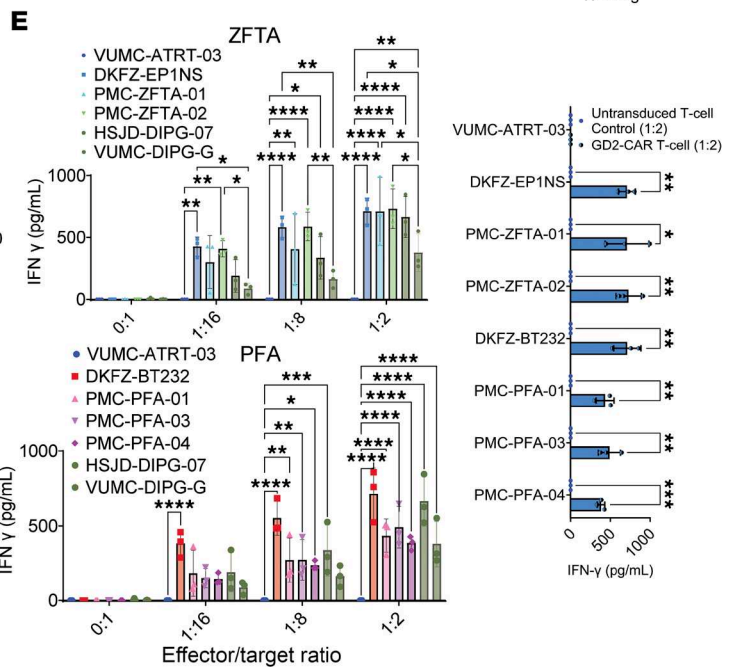 E
ZFTA
VUMC-ATRT-03
DKFZ-EP1NS
PMC-ZFTA-01
PMC-ZFTA-02
HSJD-DIPG-07
VUMC-DIPG-G
IFN γ (pg/mL)
1000
500
0
0:1
1:16
1:8
1:2
** ** * *
**** ** **** * ** **
**** **** **** **** * ** * *
PFA
VUMC-ATRT-03
DKFZ-BT232
PMC-PFA-01
PMC-PFA-03
PMC-PFA-04
HSJD-DIPG-07
VUMC-DIPG-G
IFN γ (pg/mL)
1000
500
0
0:1
1:16
1:8
1:2
****
**** ** ** * ***
**** **** **** **** **** ****
Effector/target ratio
Untransduced T-cell
Control (1:2)
GD2-CAR T-cell (1:2)
VUMC-ATRT-03
DKFZ-EP1NS
**
PMC-ZFTA-01
*
PMC-ZFTA-02
**
DKFZ-BT232
**
PMC-PFA-01
**
PMC-PFA-03
**
PMC-PFA-04
***
0
500
1000
IFN-γ (pg/mL)